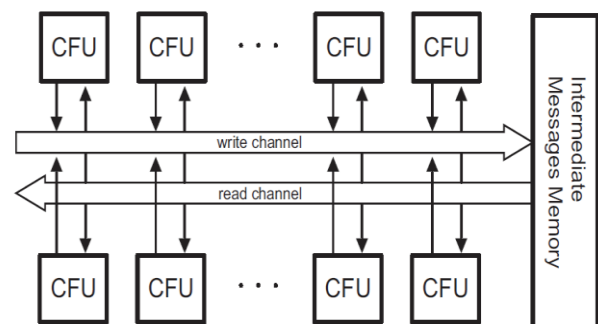 CFU CFU · · · CFU CFU
write channel
read channel
CFU CFU · · · CFU CFU
Intermediate
Messages Memory